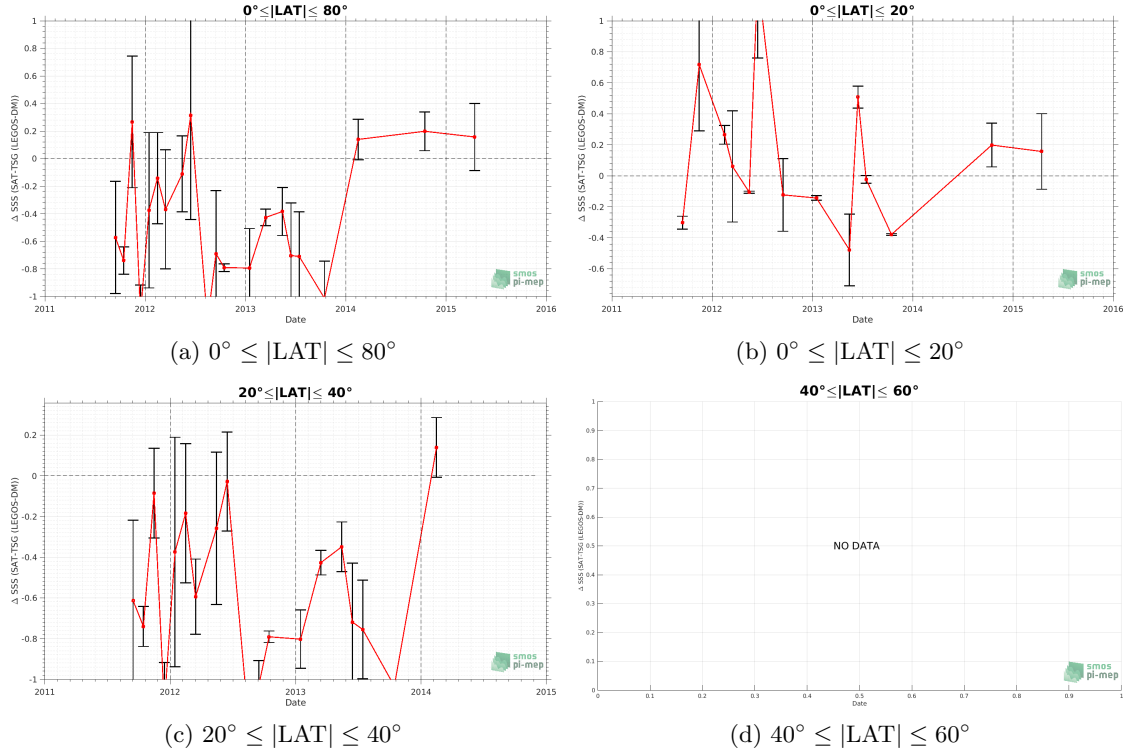 0°≤|LAT|≤ 80°
Δ SSS (SAT-TSG (LEGOS-DM))
1
0.8
0.6
0.4
0.2
0
-0.2
-0.4
-0.6
-0.8
-1
2011
2012
2013
2014
2015
2016
Date
smos
pi-mep
(a) 0° ≤ |LAT| ≤ 80°
0°≤|LAT|≤ 20°
Δ SSS (SAT-TSG (LEGOS-DM))
1
0.8
0.6
0.4
0.2
0
-0.2
-0.4
-0.6
2011
2012
2013
2014
2015
2016
Date
smos
pi-mep
(b) 0° ≤ |LAT| ≤ 20°
20°≤|LAT|≤ 40°
Δ SSS (SAT-TSG (LEGOS-DM))
0.2
0
-0.2
-0.4
-0.6
-0.8
-1
2011
2012
2013
2014
2015
Date
smos
pi-mep
(c) 20° ≤ |LAT| ≤ 40°
40°≤|LAT|≤ 60°
Δ SSS (SAT-TSG (LEGOS-DM))
1
0.9
0.8
0.7
0.6
0.5
0.4
0.3
0.2
0.1
0
NO DATA
0
0.1
0.2
0.3
0.4
0.5
0.6
0.7
0.8
0.9
1
Date
smos
pi-mep
(d) 40° ≤ |LAT| ≤ 60°